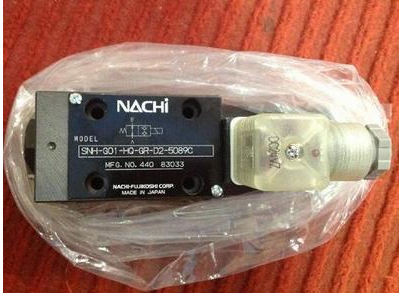 NACHi
MODEL
SNH-G01-HQ-GR-D2-5089C
MFG. NO. 440 83033
NACHI-FUJIKOSHI CORP.
MADE IN JAPAN